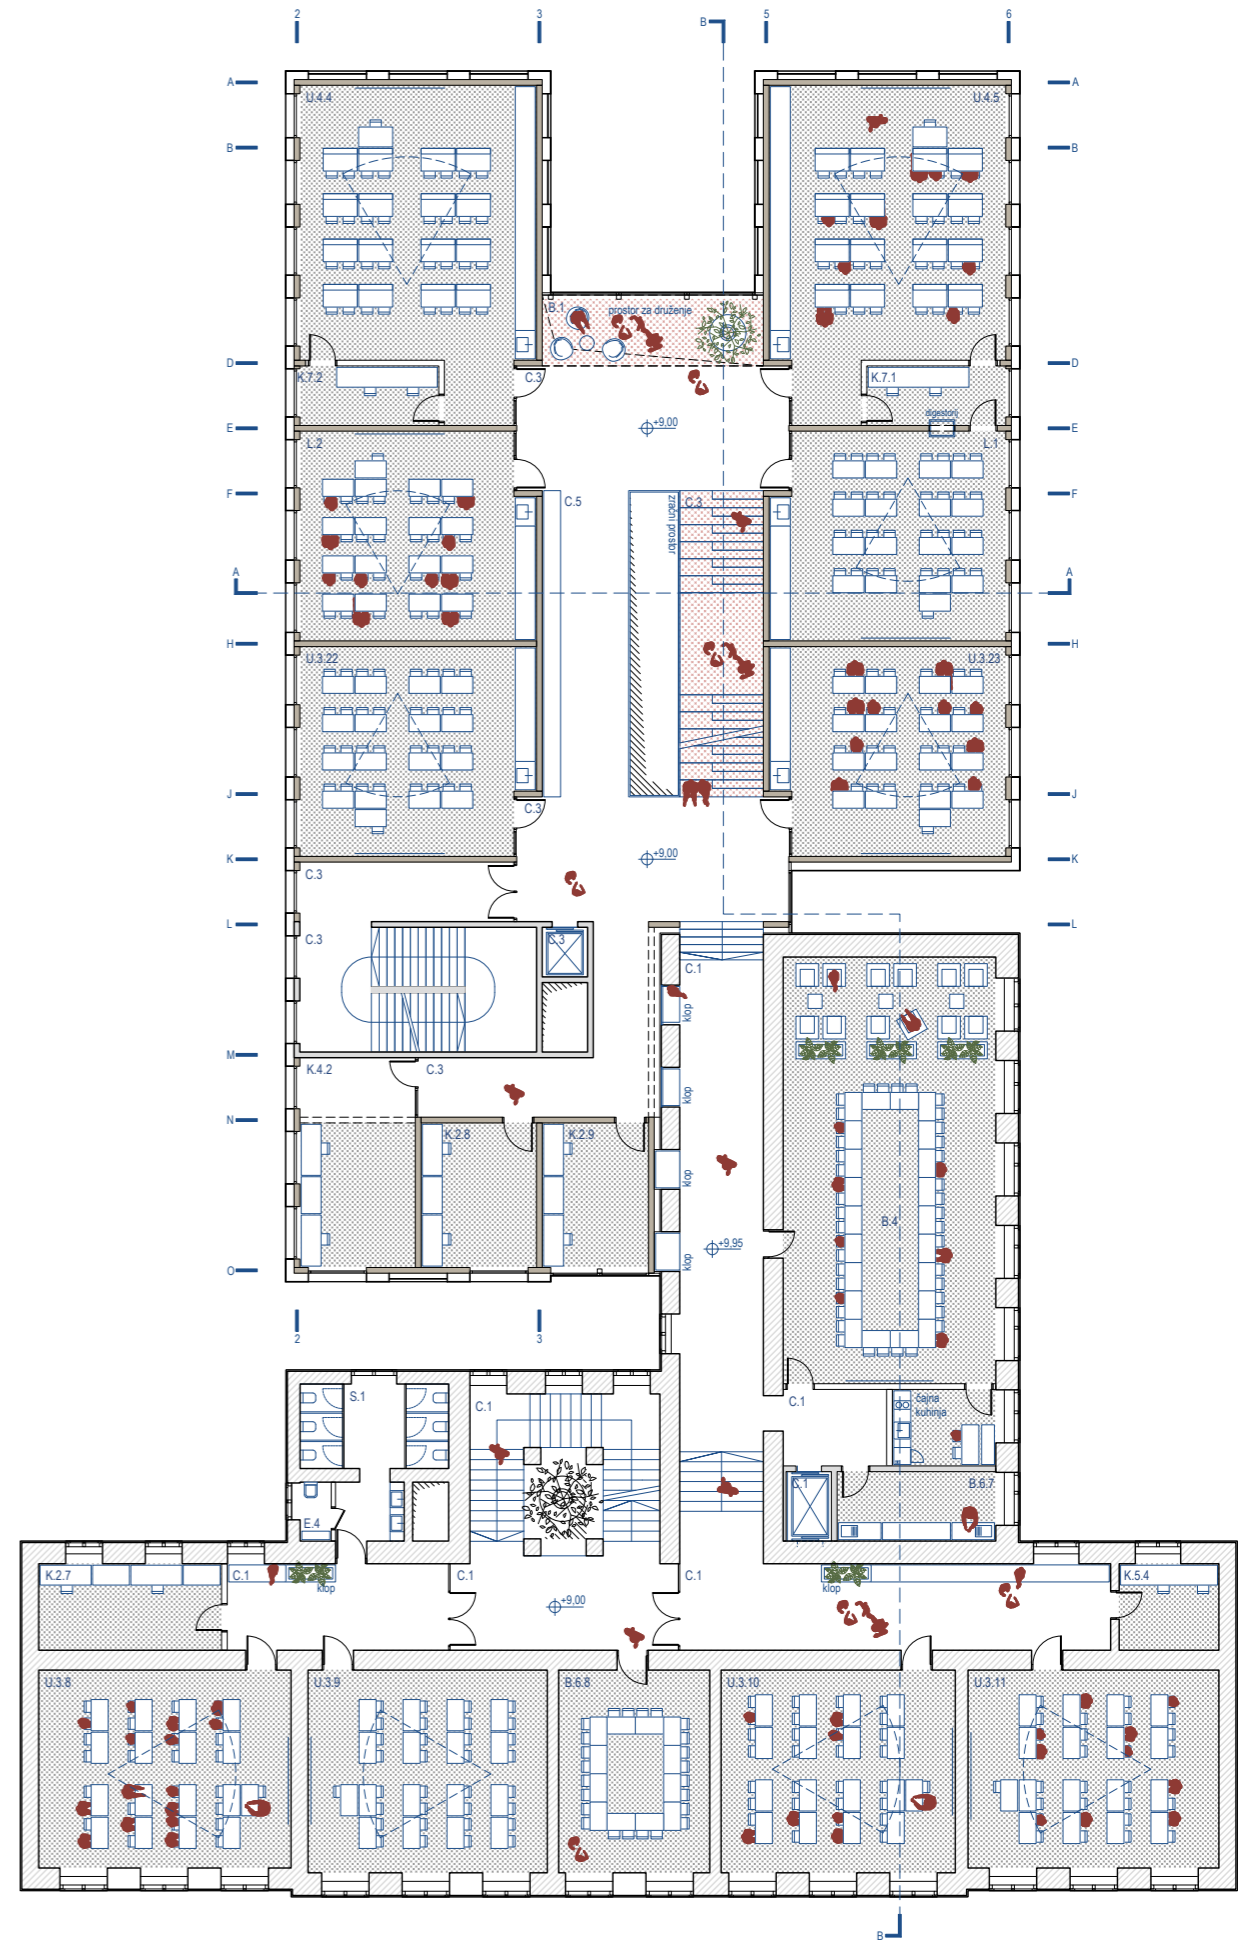 2 3 B 5 6
A A
U.4.4 U.4.5
B B
B.1 prostor za druženje
D D
K.7.2 C.3 K.7.1
digestorij
+9,00
E E
L.2 L.1
F F
C.5 zračni prostor C.3
A A
H H
U.3.22 U.3.23
J J
C.3
+9,00
K K
C.3
L L
C.3 C.3
C.1
klop
M
K.4.2 C.3
klop
N
K.2.8 K.2.9
klop
B.4
+9,95
klop
O
2 3
S.1 C.1 C.1 čajna
kuhinja
C.1 B.6.7
E.4
K.2.7 C.1 klop C.1 C.1 klop K.5.4
+9,00
U.3.8 U.3.9 B.6.8 U.3.10 U.3.11
B